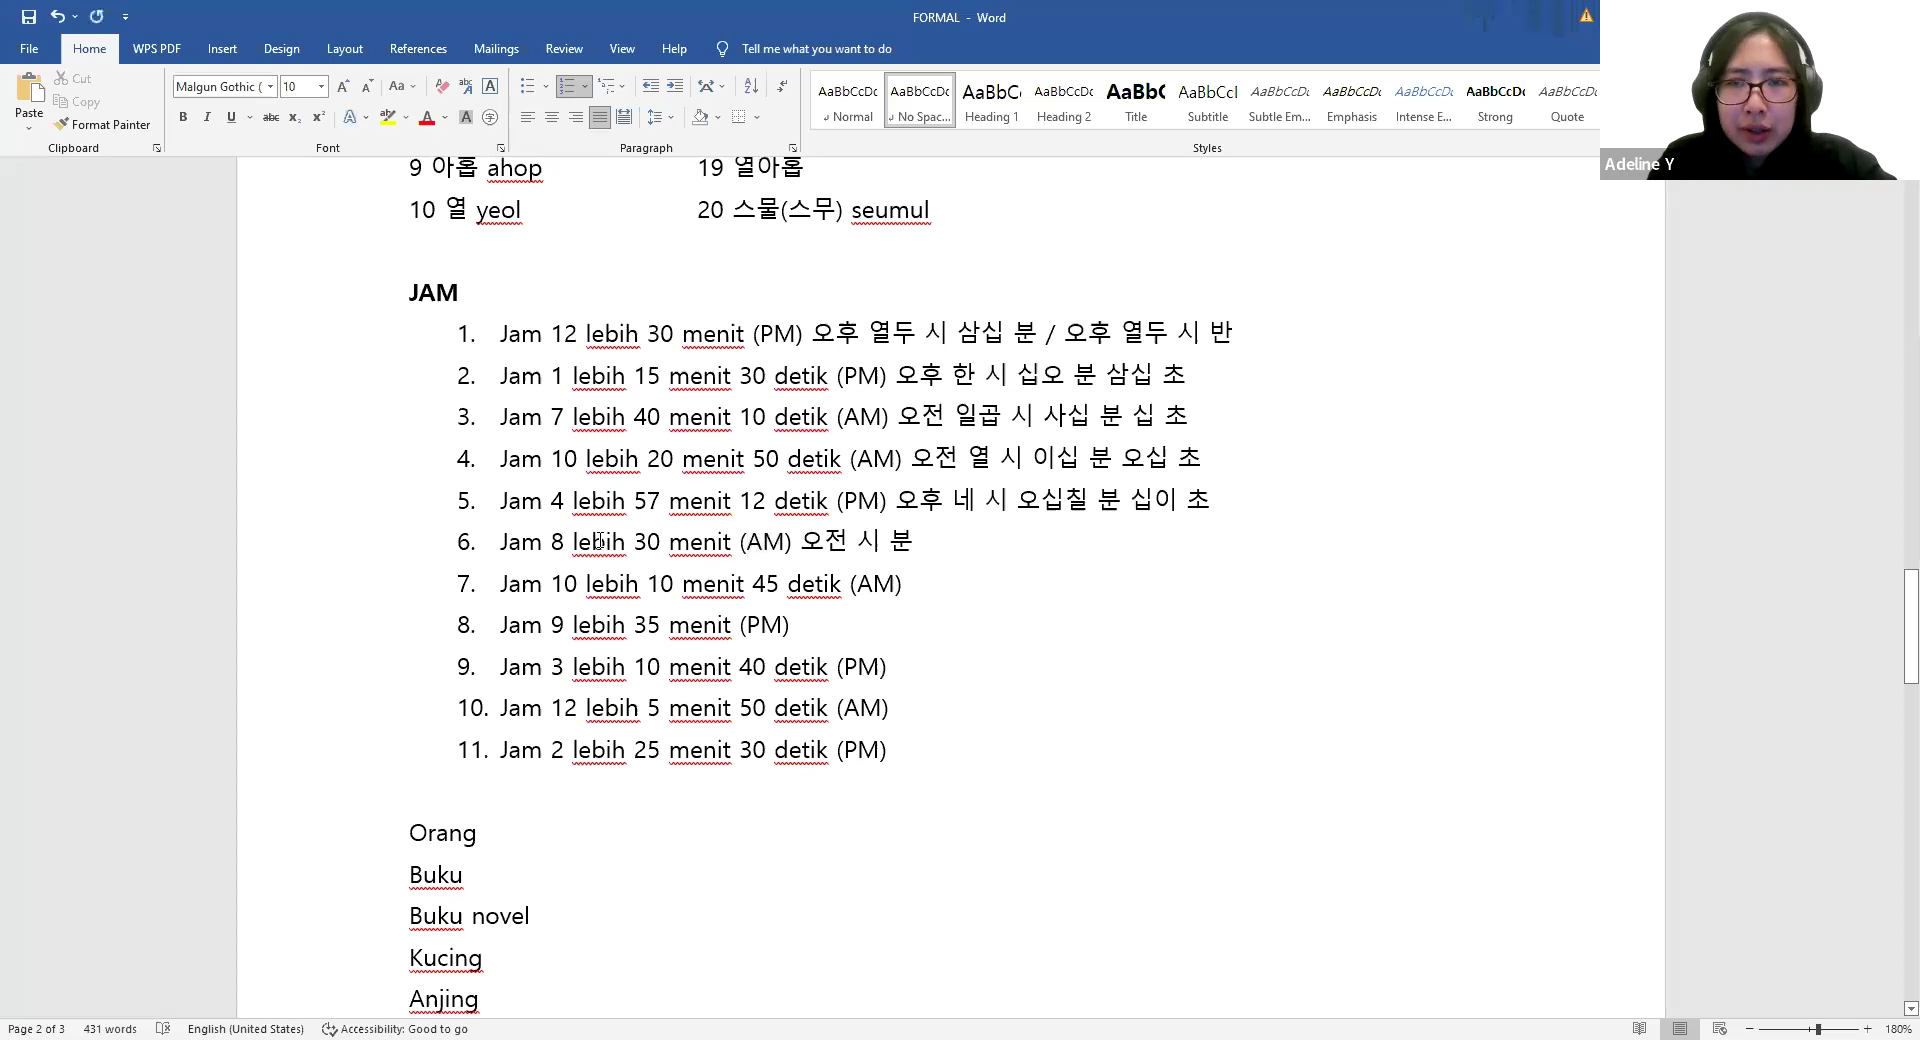 FORMAL - Word
File Home WPS PDF Insert Design Layout References Mailings Review View Help Tell me what you want to do
Paste
Cut
Copy
Format Painter
Clipboard
Malgun Gothic ( 10
Font
Paragraph
AaBbCcDc AaBbCcDc AaBbC AaBbCcDc AaBbC AaBbCcI AaBbCcDc AaBbCcDc AaBbCcDc AaBbCcDc AaBbCcDc
Normal No Spac... Heading 1 Heading 2 Title Subtitle Subtle Em... Emphasis Intense E... Strong Quote
Styles
Adeline Y
9 아홉 ahop 19 열아홉
10 열 yeol 20 스물(스무) seumul
JAM
1. Jam 12 lebih 30 menit (PM) 오후 열두 시 삼십 분 / 오후 열두 시 반
2. Jam 1 lebih 15 menit 30 detik (PM) 오후 한 시 십오 분 삼십 초
3. Jam 7 lebih 40 menit 10 detik (AM) 오전 일곱 시 사십 분 십 초
4. Jam 10 lebih 20 menit 50 detik (AM) 오전 열 시 이십 분 오십 초
5. Jam 4 lebih 57 menit 12 detik (PM) 오후 네 시 오십칠 분 십이 초
6. Jam 8 lebih 30 menit (AM) 오전 시 분
7. Jam 10 lebih 10 menit 45 detik (AM)
8. Jam 9 lebih 35 menit (PM)
9. Jam 3 lebih 10 menit 40 detik (PM)
10. Jam 12 lebih 5 menit 50 detik (AM)
11. Jam 2 lebih 25 menit 30 detik (PM)
Orang
Buku
Buku novel
Kucing
Anjing
Page 2 of 3 431 words English (United States) Accessibility: Good to go 180%